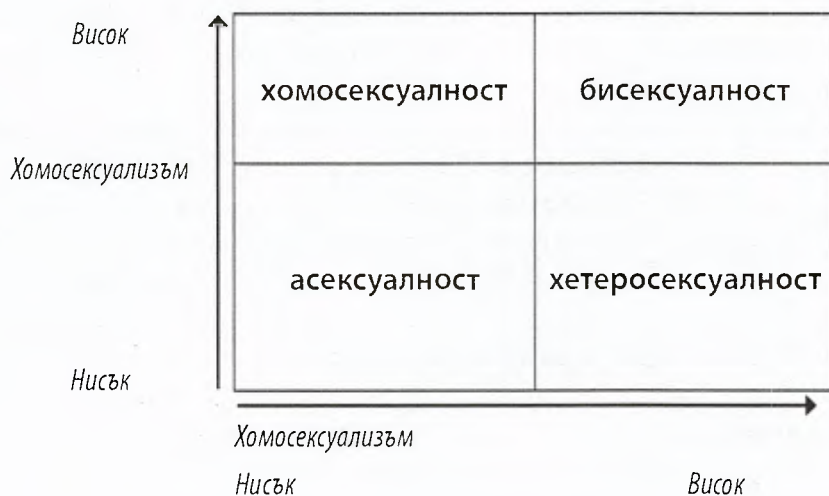 Висок
хомосексуалност бисексуалност
Хомосексуализъм
асексуалност хетеросексуалност
Нисък
Хомосексуализъм
Нисък Висок